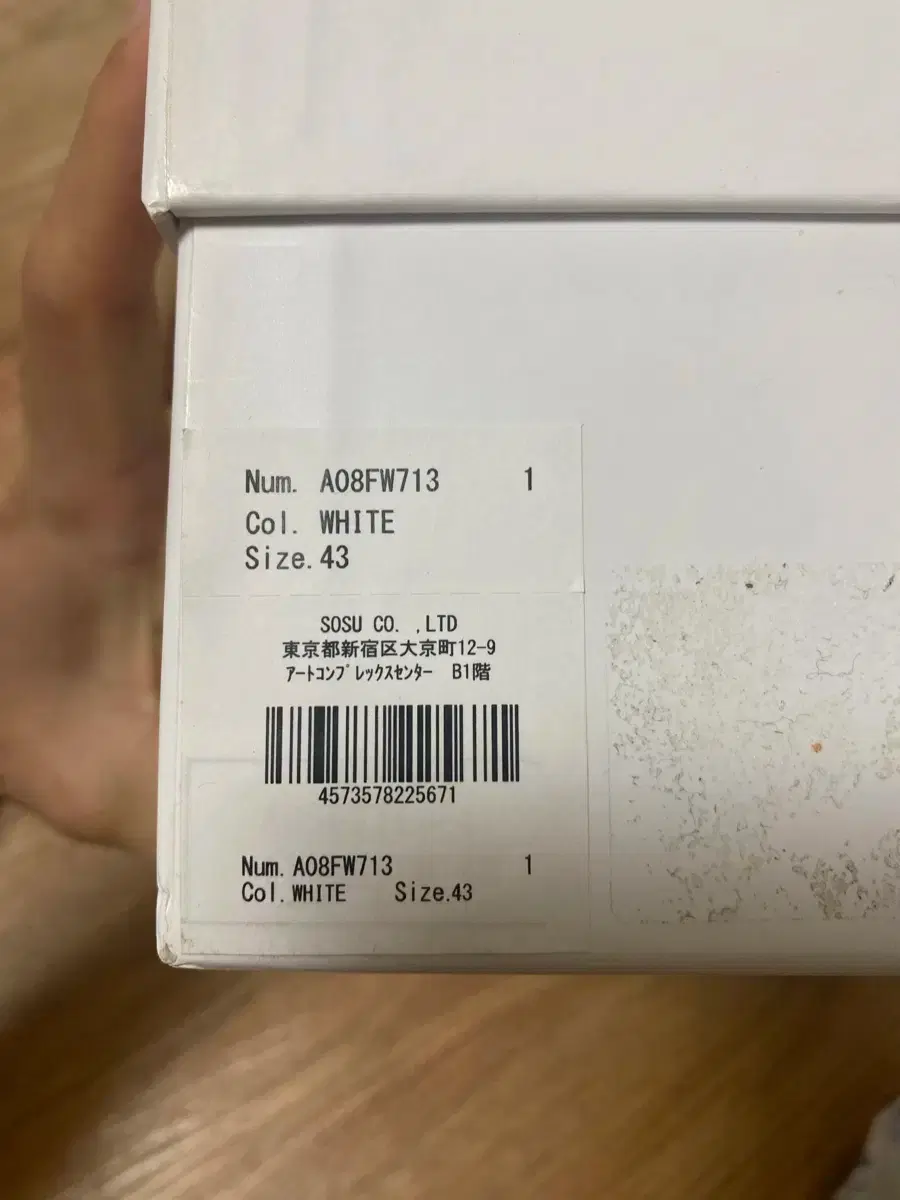 Num. A08FW713 1
Col. WHITE
Size.43
SOSU CO. ,LTD
東京都新宿区大京町12-9
ｱｰﾄｺﾝﾌﾟﾚｯｸｽｾﾝﾀｰ B1階
4573578225671
Num.A08FW713 1
Col.WHITE Size.43